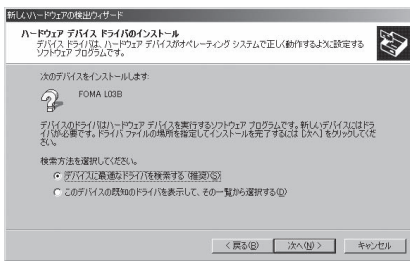 新しいハードウェアの検出ウィザード
ハードウェア デバイス ドライバのインストール
デバイス ドライバは、ハードウェア デバイスがオペレーティング システムで正しく動作するように設定する
ソフトウェア プログラムです。
次のデバイスをインストールします:
FOMA L03B
デバイスのドライバはハードウェア デバイスを実行するソフトウェア プログラムです。新しいデバイスにはドラ
イバが必要です。ドライバ ファイルの場所を指定してインストールを完了するには [次へ] をクリックしてくだ
さい。
検索方法を選択してください。
デバイスに最適なドライバを検索する (推奨)(S)
このデバイスの既知のドライバを表示して、その一覧から選択する(D)
< 戻る(B)
次へ(N) >
キャンセル